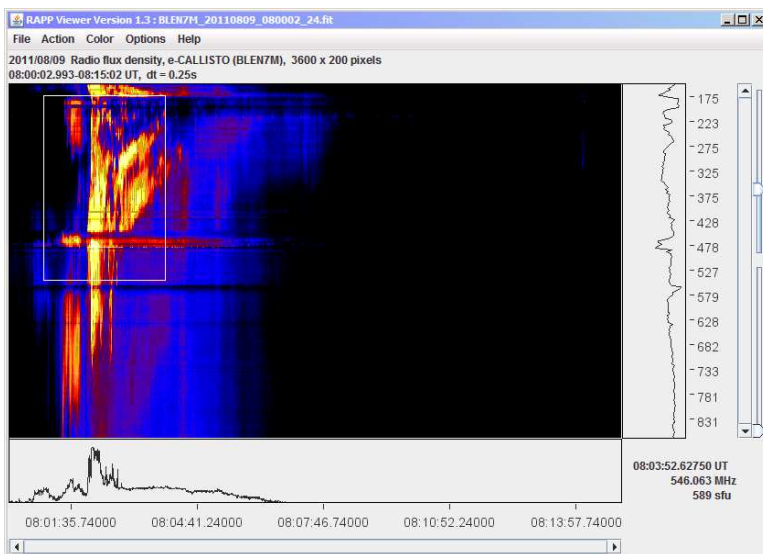 RAPP Viewer Version 1.3 : BLEN7M_20110809_080002_24.fit
File Action Color Options Help
2011/08/09 Radio flux density, e-CALLISTO (BLEN7M), 3600 x 200 pixels
08:00:02.993-08:15:02 UT, dt = 0.25s
175
223
275
325
375
428
478
527
579
628
682
733
781
831
08:03:52.62750 UT
546.063 MHz
589 sfu
08:01:35.74000 08:04:41.24000 08:07:46.74000 08:10:52.24000 08:13:57.74000